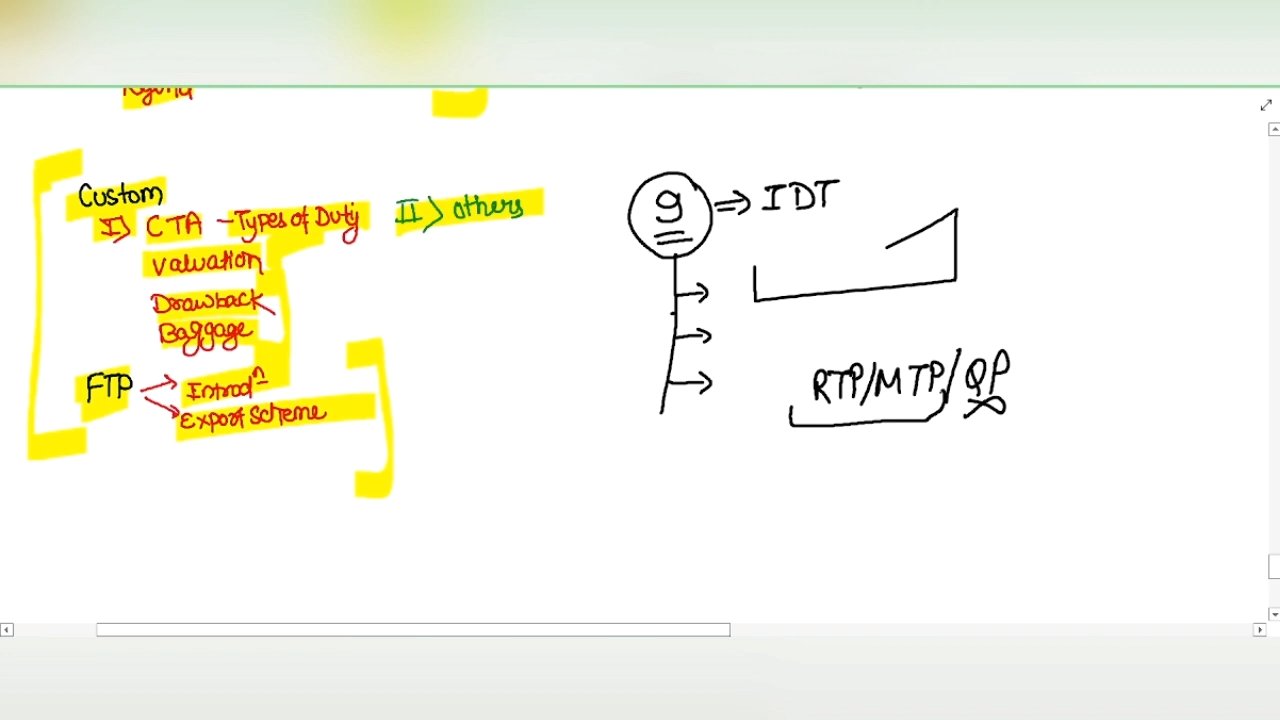 Custom
I> CTA - Types of Duty II> others
Valuation
Drawback
Baggage
FTP → Introdⁿ
→ Export Scheme
9 ⇒ IDT
RTP/MTP/QP